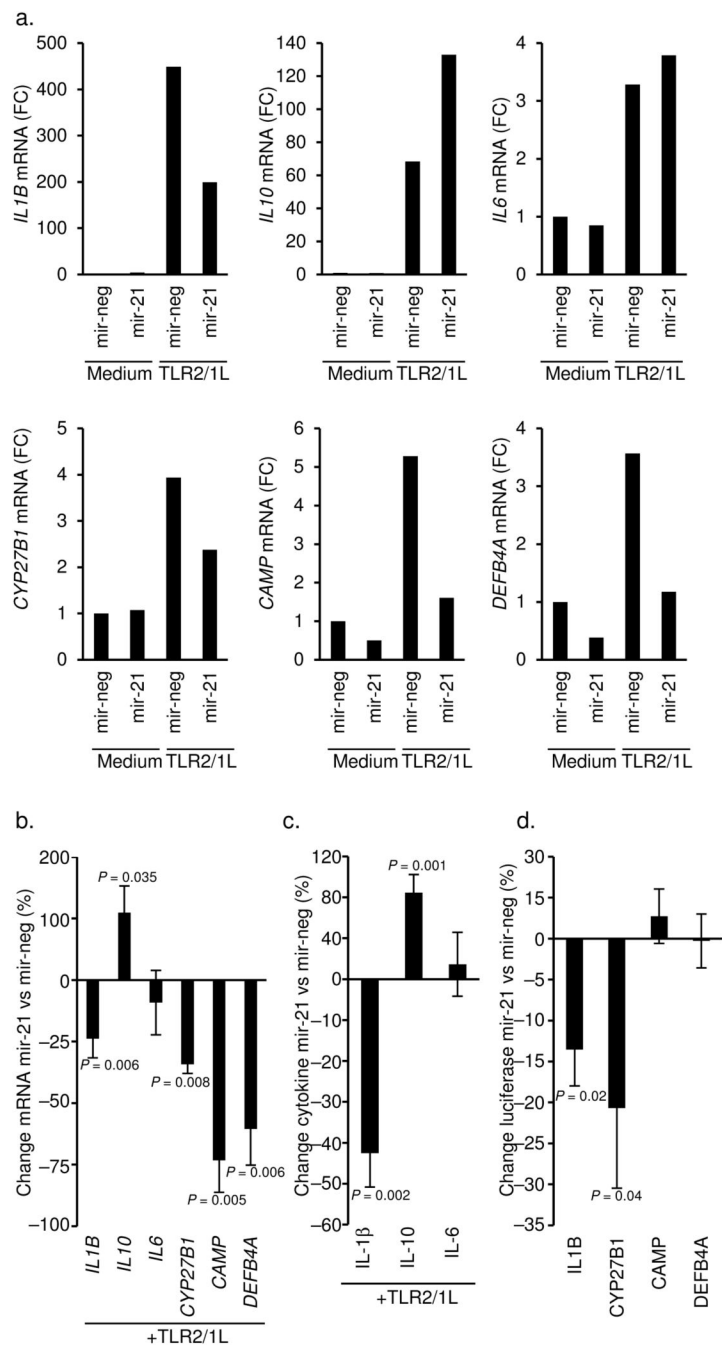 a.
IL1B mRNA (FC)
500
400
300
200
100
0
mir-neg
mir-21
mir-neg
mir-21
Medium TLR2/1L
IL10 mRNA (FC)
140
120
100
80
60
40
20
0
mir-neg
mir-21
mir-neg
mir-21
Medium TLR2/1L
IL6 mRNA (FC)
4
3
2
1
0
mir-neg
mir-21
mir-neg
mir-21
Medium TLR2/1L
CYP27B1 mRNA (FC)
5
4
3
2
1
0
mir-neg
mir-21
mir-neg
mir-21
Medium TLR2/1L
CAMP mRNA (FC)
6
5
4
3
2
1
0
mir-neg
mir-21
mir-neg
mir-21
Medium TLR2/1L
DEFB4A mRNA (FC)
4
3
2
1
0
mir-neg
mir-21
mir-neg
mir-21
Medium TLR2/1L
b.
Change mRNA mir-21 vs mir-neg (%)
200
100
0
−25
−50
−75
−100
P = 0.035
P = 0.006
P = 0.008
P = 0.005
P = 0.006
IL1B
IL10
IL6
CYP27B1
CAMP
DEFB4A
+TLR2/1L
c.
Change cytokine mir-21 vs mir-neg (%)
120
80
40
0
−10
−20
−30
−40
−50
−60
P = 0.001
P = 0.002
IL-1β
IL-10
IL-6
+TLR2/1L
d.
Change luciferase mir-21 vs mir-neg (%)
30
15
0
−5
−10
−15
−20
−25
−30
−35
P = 0.02
P = 0.04
IL1B
CYP27B1
CAMP
DEFB4A